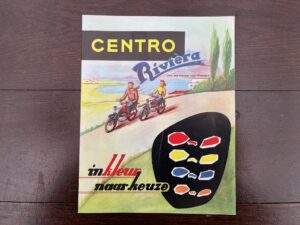 CENTRO
Riviera
in kleur
naar keuze